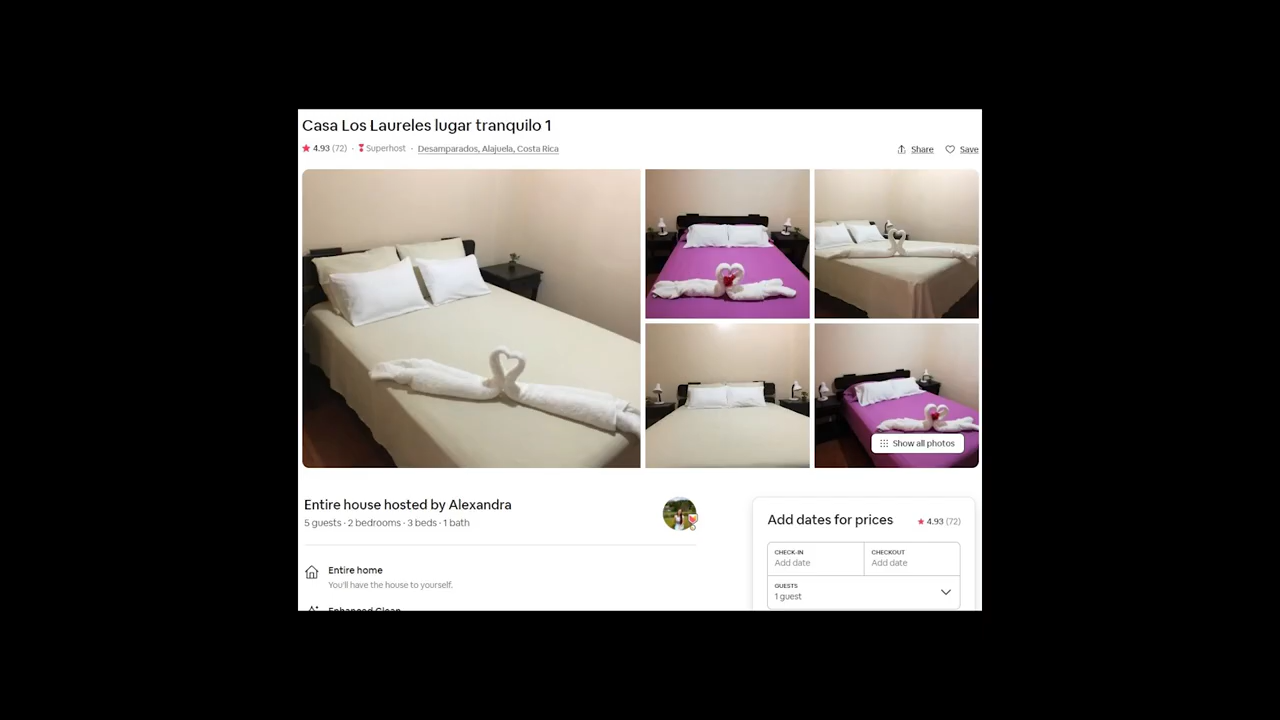 Casa Los Laureles lugar tranquilo 1
4.93 (72) · Superhost · Desamparados, Alajuela, Costa Rica
Share
Save
Show all photos
Entire house hosted by Alexandra
5 guests · 2 bedrooms · 3 beds · 1 bath
Add dates for prices
4.93 (72)
CHECK-IN
Add date
CHECKOUT
Add date
GUESTS
1 guest
Entire home
You'll have the house to yourself.
Enhanced Clean